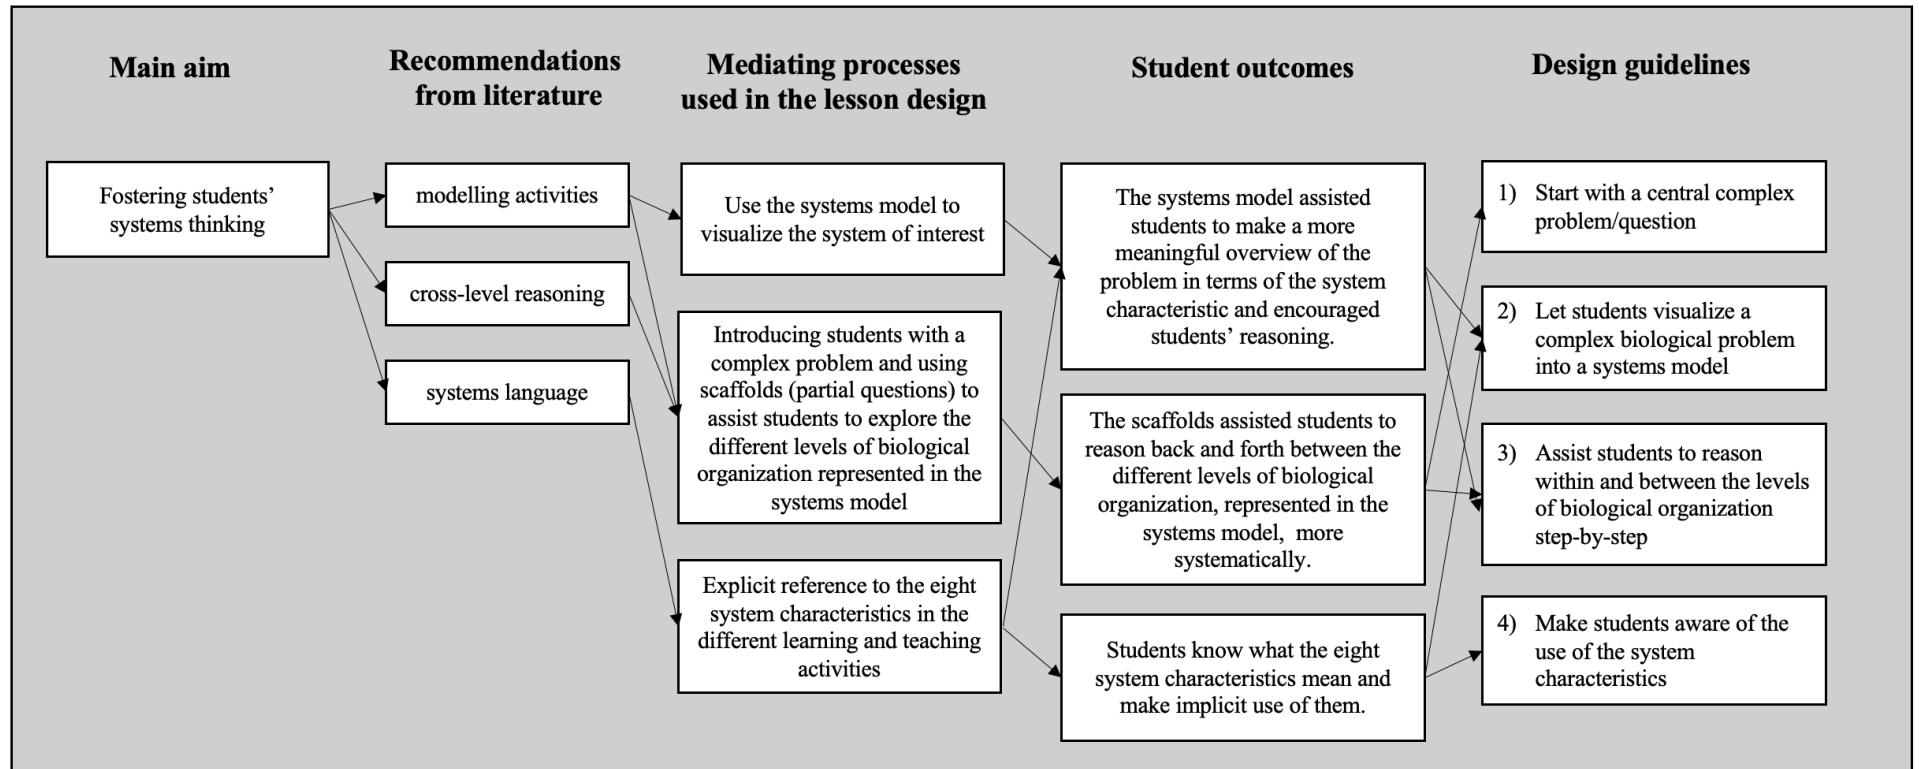 Main aim
Recommendations
from literature
Mediating processes
used in the lesson design
Student outcomes
Design guidelines
Fostering students’
systems thinking
modelling activities
cross-level reasoning
systems language
Use the systems model to
visualize the system of interest
Introducing students with a
complex problem and using
scaffolds (partial questions) to
assist students to explore the
different levels of biological
organization represented in the
systems model
Explicit reference to the eight
system characteristics in the
different learning and teaching
activities
The systems model assisted
students to make a more
meaningful overview of the
problem in terms of the system
characteristic and encouraged
students’ reasoning.
The scaffolds assisted students to
reason back and forth between the
different levels of biological
organization, represented in the
systems model, more
systematically.
Students know what the eight
system characteristics mean and
make implicit use of them.
1) Start with a central complex
problem/question
2) Let students visualize a
complex biological problem
into a systems model
3) Assist students to reason
within and between the levels
of biological organization
step-by-step
4) Make students aware of the
use of the system
characteristics